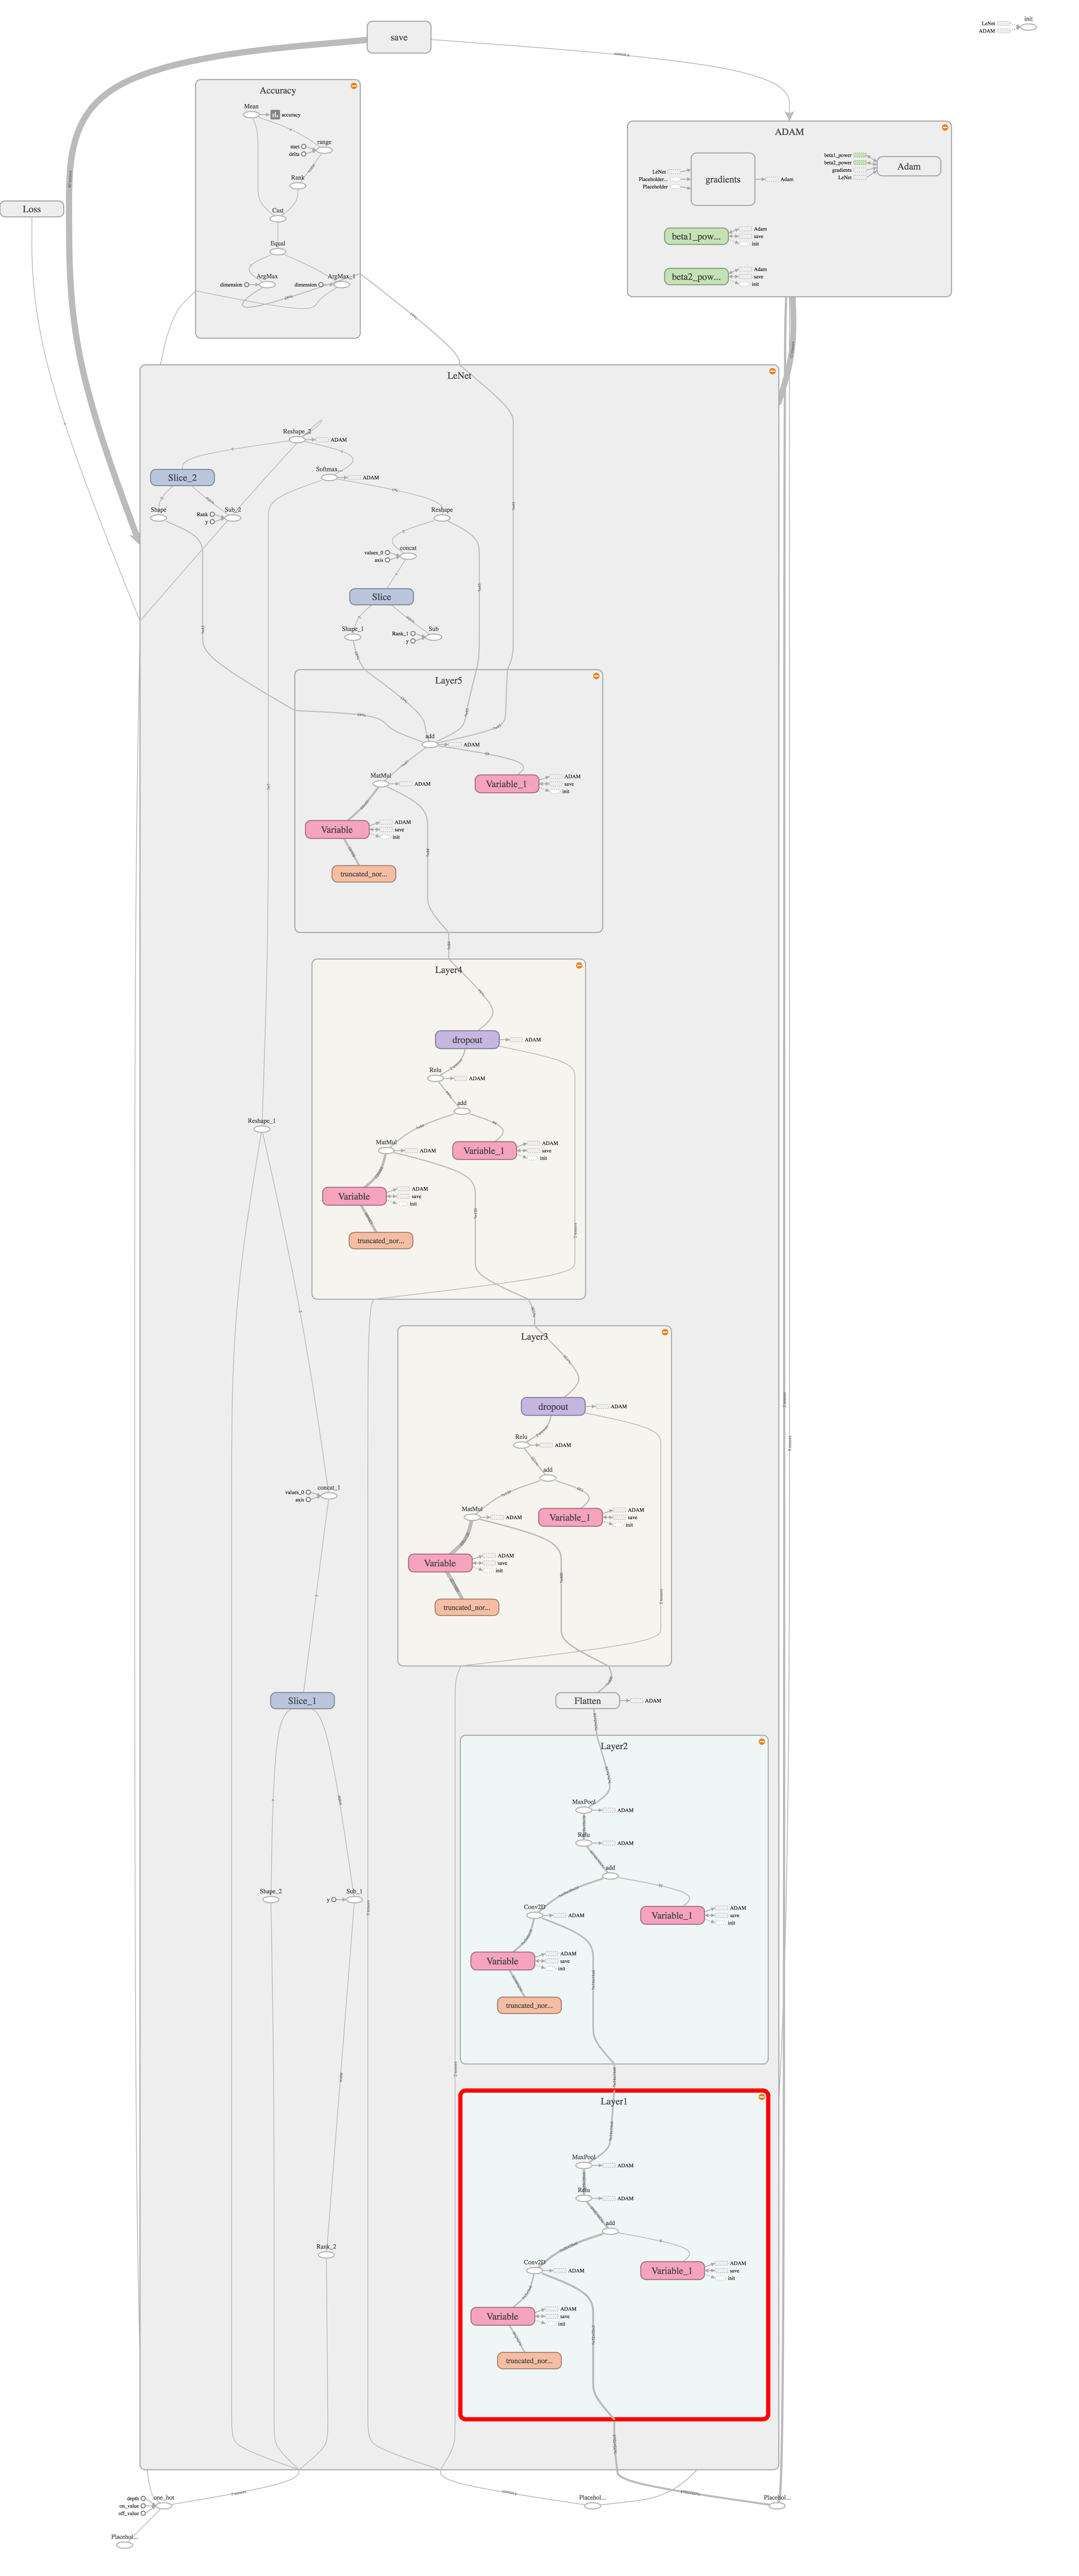 save
init
LeNet
ADAM
Accuracy
Mean
accuracy
range
start
delta
Rank
Cast
Equal
ArgMax
ArgMax_1
dimension
dimension
Loss
ADAM
gradients
LeNet
Placeholder...
Placeholder
Adam
beta1_power
beta2_power
gradients
LeNet
Adam
beta1_pow...
Adam
save
init
beta2_pow...
Adam
save
init
LeNet
Reshape_2
ADAM
Slice_2
Softmax...
ADAM
Shape
Rank
y
Sub_2
Reshape
values_0
axis
concat
Slice
Shape_1
Rank_1
y
Sub
Layer5
add
ADAM
MatMul
ADAM
Variable_1
ADAM
save
init
Variable
ADAM
save
init
truncated_nor...
Layer4
dropout
ADAM
Relu
ADAM
add
MatMul
ADAM
Variable_1
ADAM
save
init
Variable
ADAM
save
init
truncated_nor...
Reshape_1
Layer3
dropout
ADAM
Relu
ADAM
add
MatMul
ADAM
Variable_1
ADAM
save
init
Variable
ADAM
save
init
truncated_nor...
values_0
axis
concat_1
Slice_1
Flatten
ADAM
Layer2
MaxPool
ADAM
Relu
ADAM
add
Conv2D
ADAM
Variable_1
ADAM
save
init
Variable
ADAM
save
init
truncated_nor...
Shape_2
y
Sub_1
Layer1
MaxPool
ADAM
Relu
ADAM
add
Conv2D
ADAM
Variable_1
ADAM
save
init
Variable
ADAM
save
init
truncated_nor...
Rank_2
depth
on_value
off_value
one_hot
Placehol...
Placehol...
Placehol...